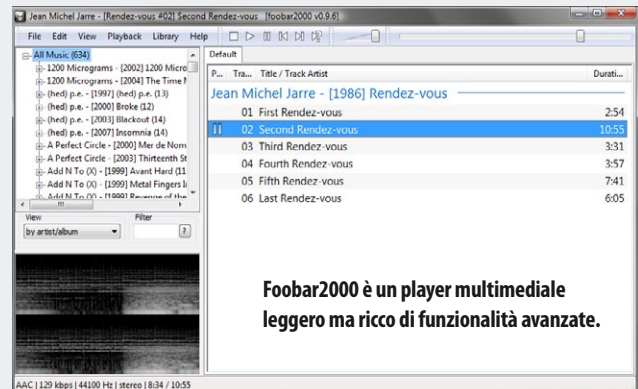 Jean Michel Jarre - [Rendez-vous #02] Second Rendez-vous [foobar2000 v0.9.6]
File Edit View Playback Library Help
All Music (634)
1200 Micrograms - [2002] 1200 Micro
1200 Micrograms - [2004] The Time M
(hed) p.e. - [1997] (hed) p.e. (13)
(hed) p.e. - [2000] Broke (12)
(hed) p.e. - [2003] Blackout (14)
(hed) p.e. - [2007] Insomnia (14)
A Perfect Circle - [2000] Mer de Nom
A Perfect Circle - [2003] Thirteenth St
Add N To (X) - [1999] Avant Hard (11
Add N To (X) - [1999] Metal Fingers I
Add N To (X) - [1999] Revenge of the
View Filter
by artist/album ?
Default
P... Tra... Title / Track Artist Durati...
Jean Michel Jarre - [1986] Rendez-vous
01 First Rendez-vous 2:54
02 Second Rendez-vous 10:55
03 Third Rendez-vous 3:31
04 Fourth Rendez-vous 3:57
05 Fifth Rendez-vous 7:41
06 Last Rendez-vous 6:05
Foobar2000 è un player multimediale
leggero ma ricco di funzionalità avanzate.
AAC | 129 kbps | 44100 Hz | stereo | 8:34 / 10:55